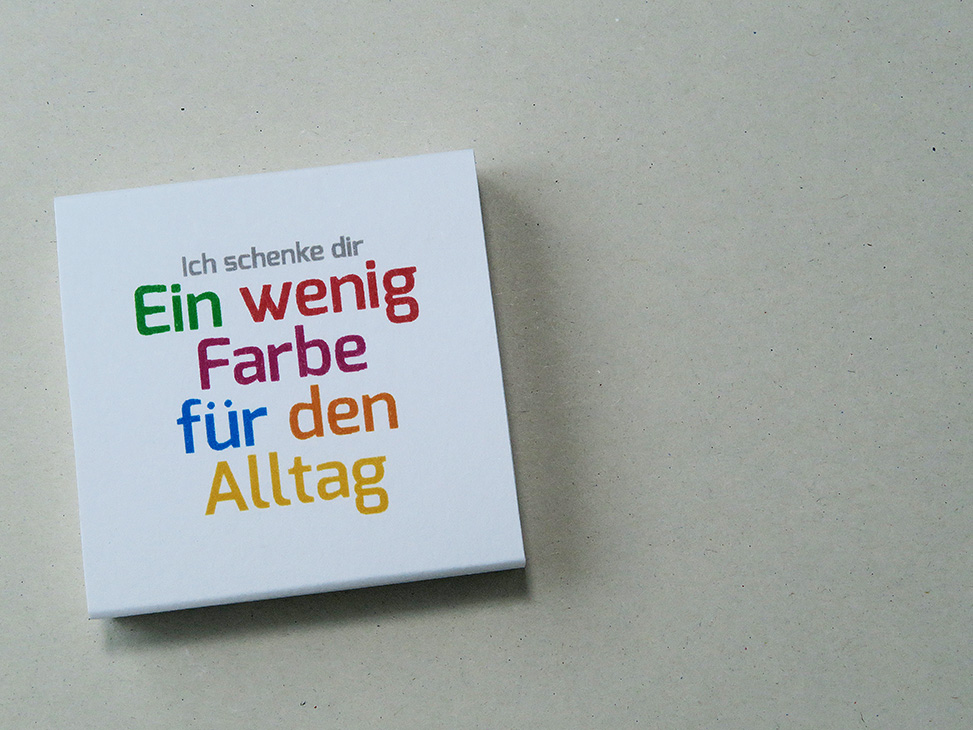 Ich schenke dir
Ein wenig
Farbe
für den
Alltag